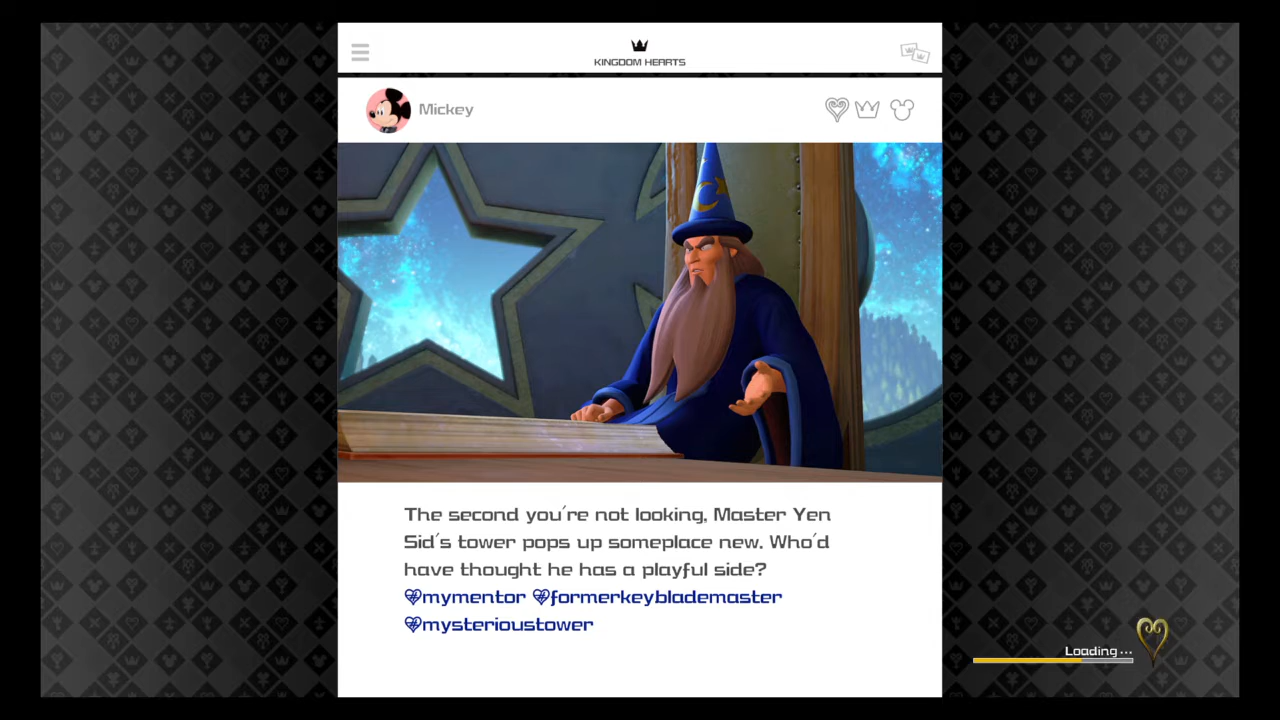 KINGDOM HEARTS
Mickey
The second you're not looking, Master Yen
Sid's tower pops up someplace new. Who'd
have thought he has a playful side?
#mymentor #formerkeyblademaster
#mysterioustower
Loading...